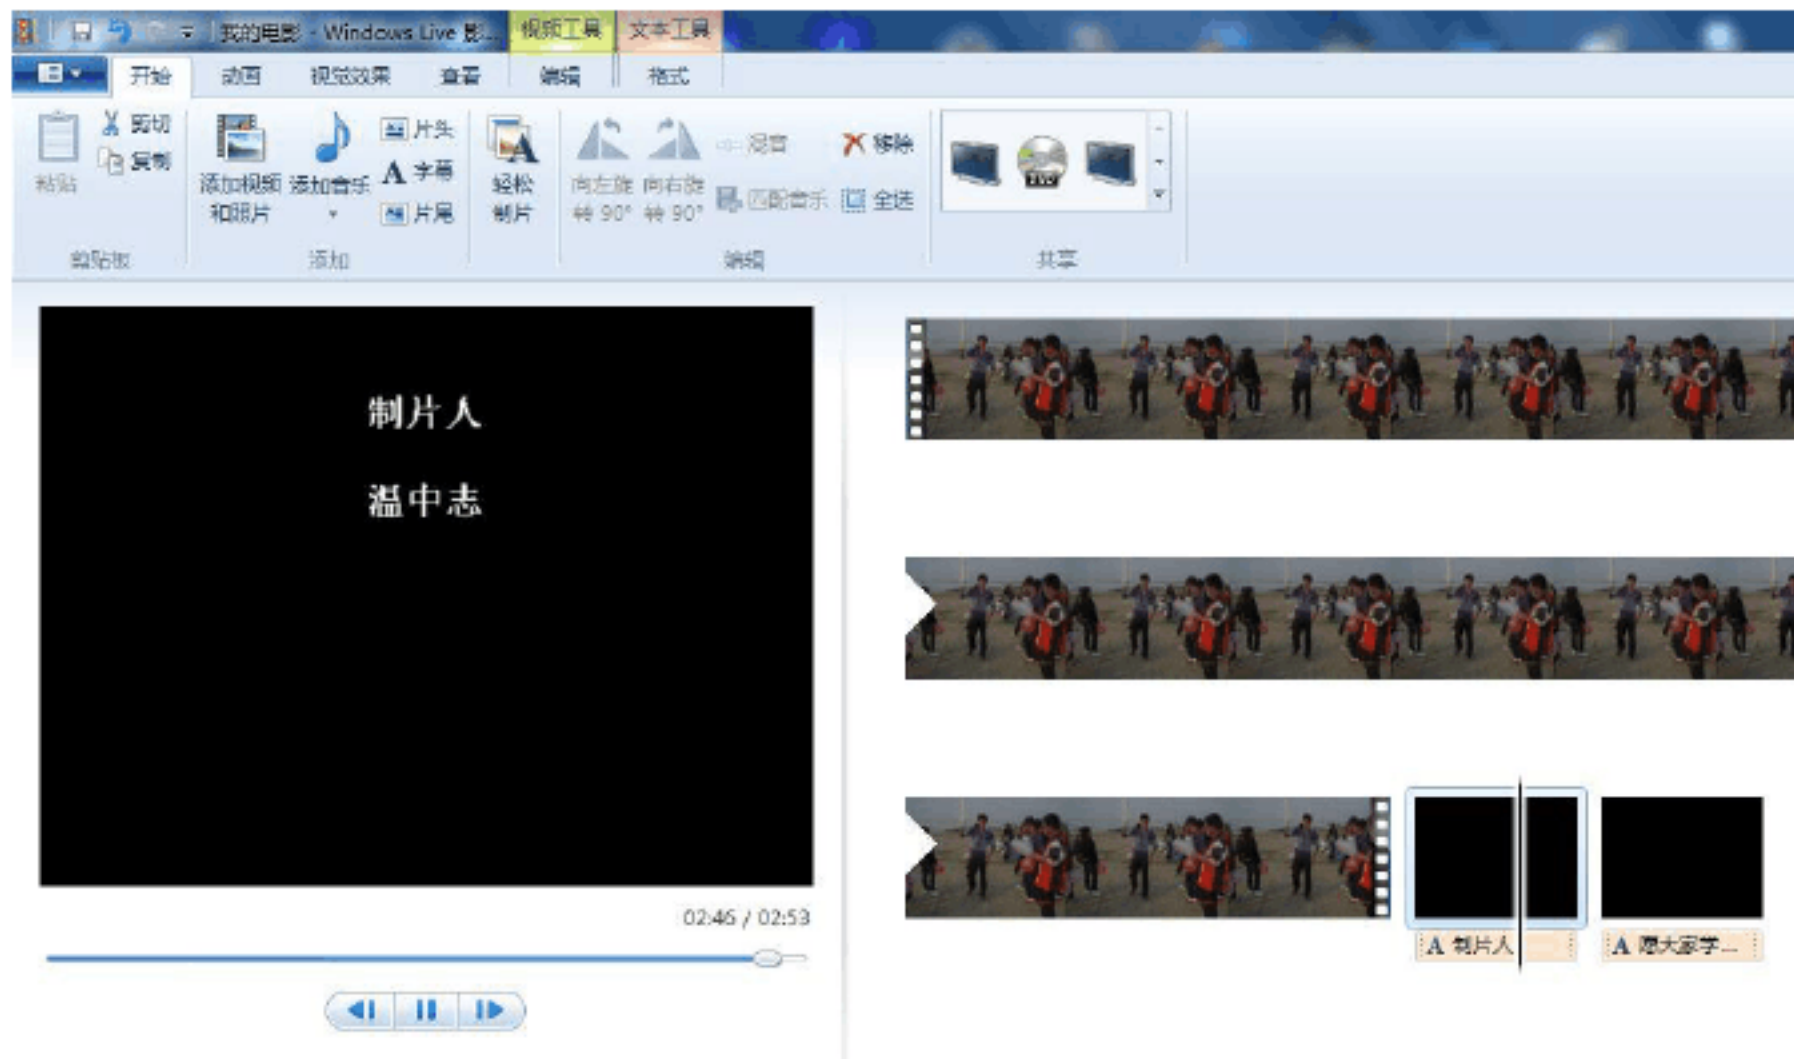 我的电影 - Windows Live 影...
视频工具
文本工具
开始
动画
视觉效果
查看
编辑
格式
粘贴
剪切
复制
剪贴板
添加视频
和照片
添加音乐
片头
字幕
片尾
添加
轻松
制片
向左旋
转 90°
向右旋
转 90°
混音
匹配音乐
移除
全选
编辑
DVD
共享
制片人
温中志
02:46 / 02:53
A 制片人
A 愿大家学...